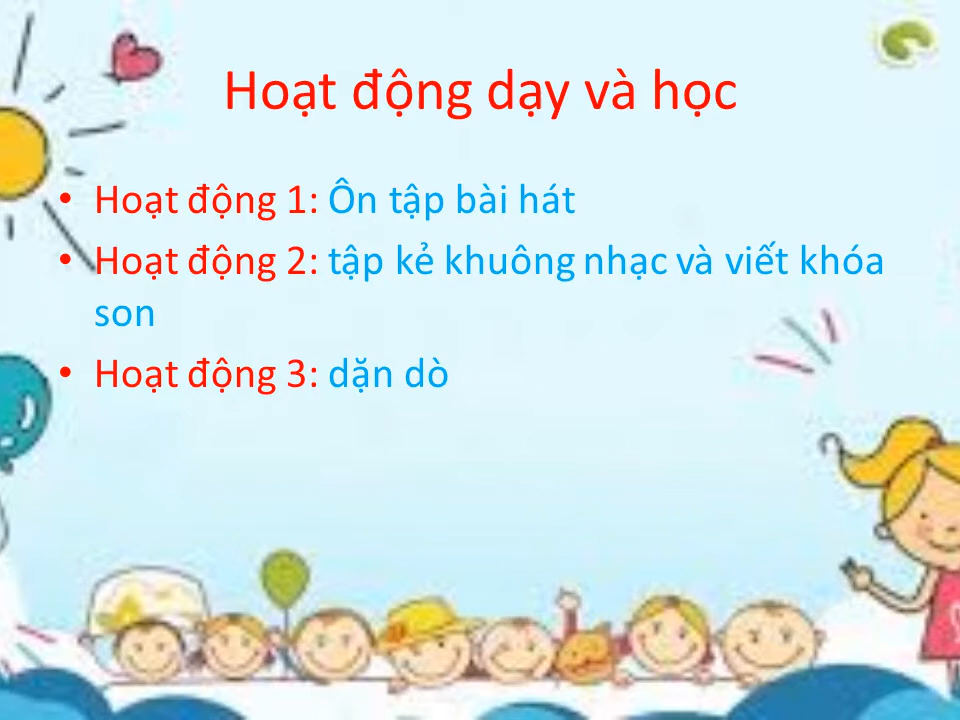 Hoạt động dạy và học
• Hoạt động 1: Ôn tập bài hát
• Hoạt động 2: tập kẻ khuông nhạc và viết khóa
son
• Hoạt động 3: dặn dò